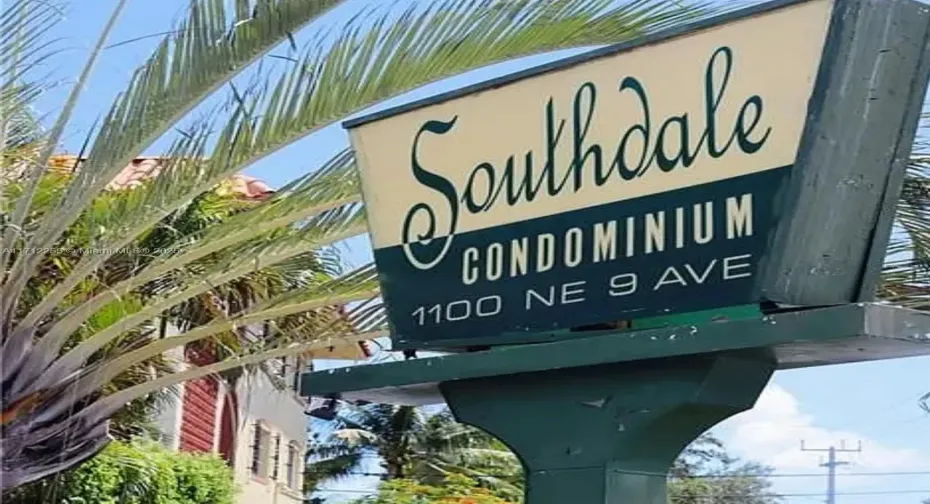 Southdale
CONDOMINIUM
1100 NE 9 AVE